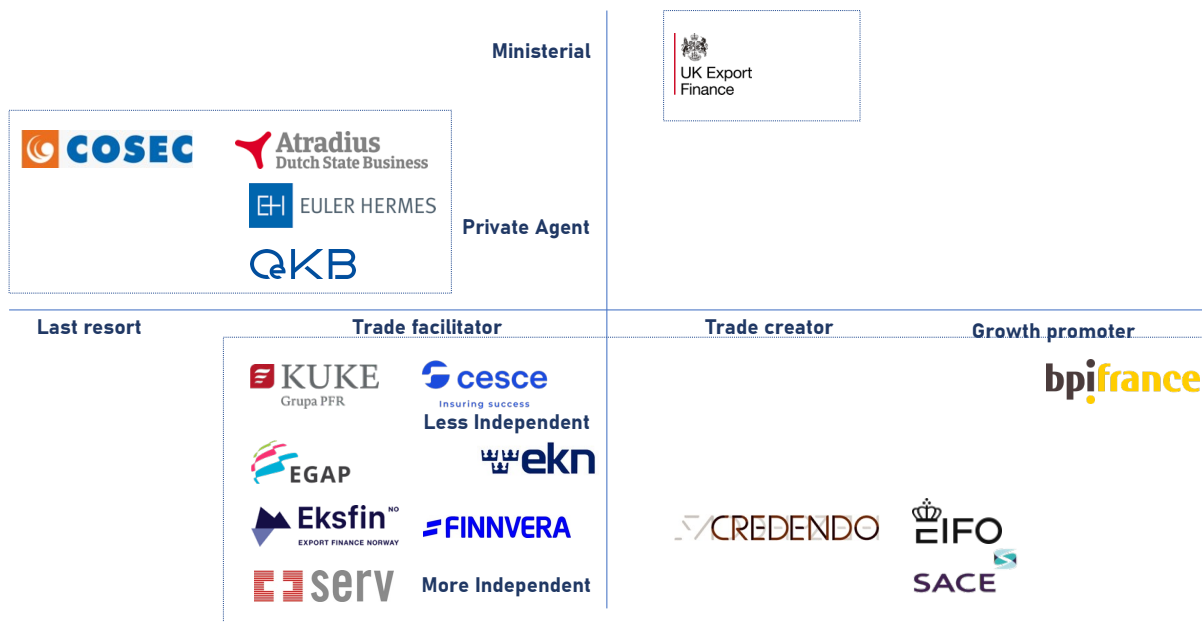 Ministerial
UK Export
Finance
COSEC
Atradius
Dutch State Business
EH EULER HERMES
Private Agent
OeKB
Last resort
Trade facilitator
Trade creator
Growth promoter
KUKE
Grupa PFR
cesce
Insuring success
bpifrance
Less Independent
EGAP
ekn
Eksfin NO
EXPORT FINANCE NORWAY
FINNVERA
CREDENDO
EIFO
serv
More Independent
SACE